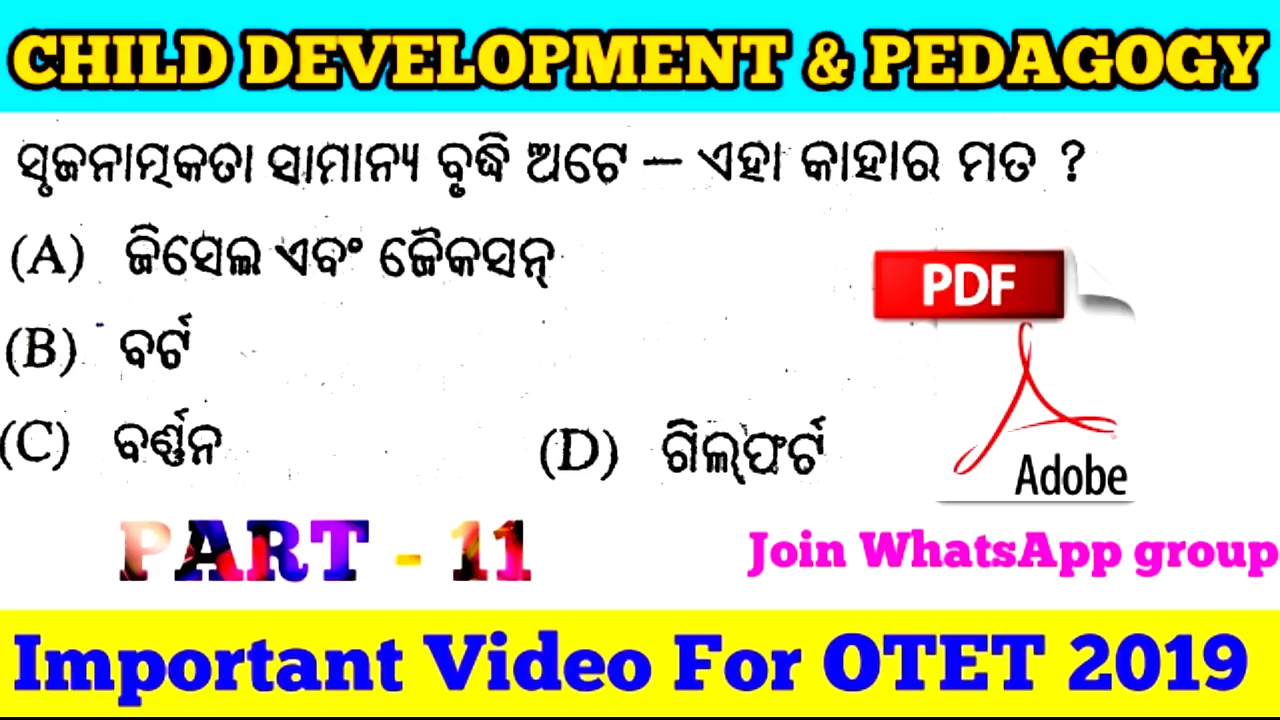 CHILD DEVELOPMENT & PEDAGOGY
ସୃଜନାତ୍ମକତା ସାମାନ୍ୟ ବୃଦ୍ଧି ଅଟେ — ଏହା କାହାର ମତ ?
(A) ଜିସେଲ ଏବଂ ଜୈକସନ୍
(B) ବର୍ଟ
(C) ବର୍ଣ୍ଣନ (D) ଗିଲ୍‌ଫର୍ଟ
PDF
Adobe
PART - 11
Join WhatsApp group
Important Video For OTET 2019